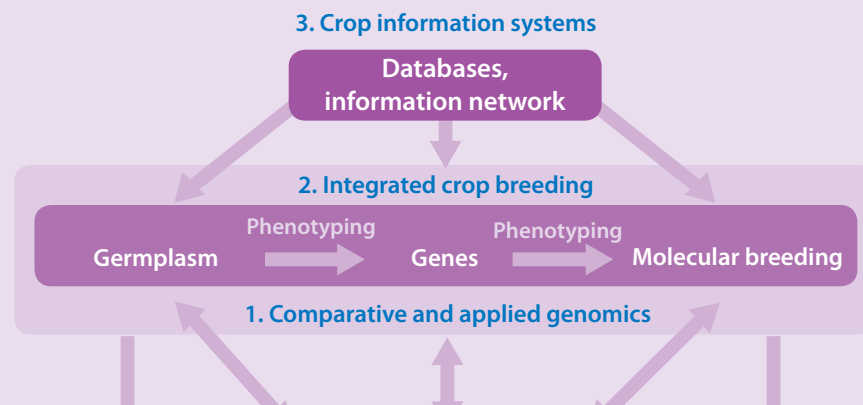 3. Crop information systems
Databases,
information network
2. Integrated crop breeding
Phenotyping
Phenotyping
Germplasm
Genes
Molecular breeding
1. Comparative and applied genomics